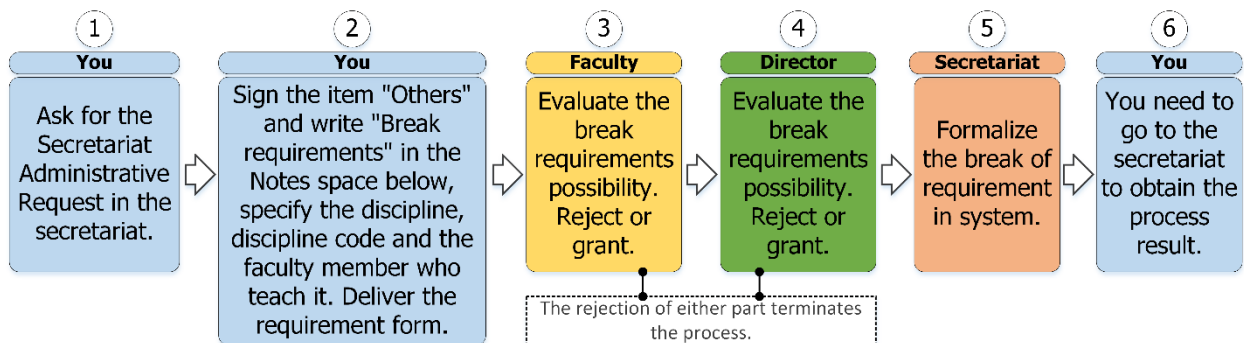 1
You
Ask for the
Secretariat
Administrative
Request in the
secretariat.
2
You
Sign the item "Others"
and write "Break
requirements" in the
Notes space below,
specify the discipline,
discipline code and the
faculty member who
teach it. Deliver the
requirement form.
3
Faculty
Evaluate the
break
requirements
possibility.
Reject or
grant.
4
Director
Evaluate the
break
requirements
possibility.
Reject or
grant.
The rejection of either part terminates
the process.
5
Secretariat
Formalize
the break of
requirement
in system.
6
You
You need to
go to the
secretariat
to obtain the
process
result.